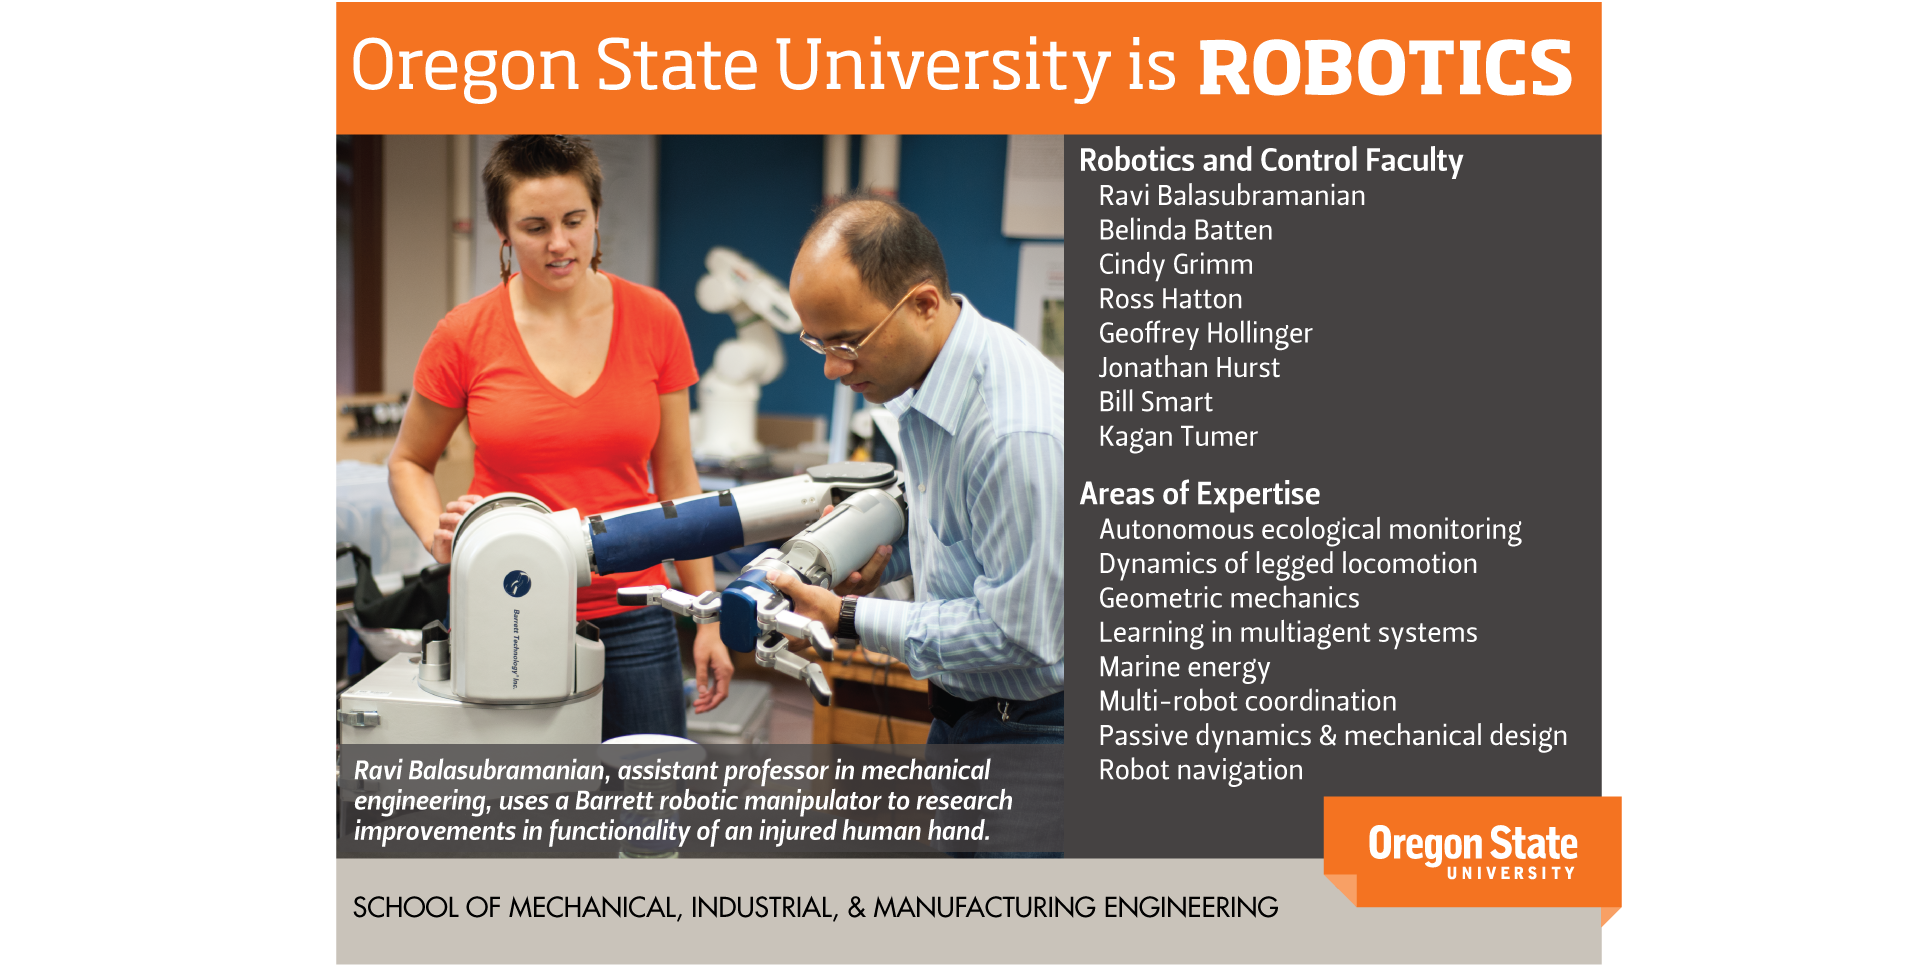 Oregon State University is ROBOTICS
Robotics and Control Faculty
Ravi Balasubramanian
Belinda Batten
Cindy Grimm
Ross Hatton
Geoffrey Hollinger
Jonathan Hurst
Bill Smart
Kagan Tumer
Areas of Expertise
Autonomous ecological monitoring
Dynamics of legged locomotion
Geometric mechanics
Learning in multiagent systems
Marine energy
Multi-robot coordination
Passive dynamics & mechanical design
Robot navigation
Barrett Technology® Inc.
Ravi Balasubramanian, assistant professor in mechanical
engineering, uses a Barrett robotic manipulator to research
improvements in functionality of an injured human hand.
Oregon State
UNIVERSITY
SCHOOL OF MECHANICAL, INDUSTRIAL, & MANUFACTURING ENGINEERING